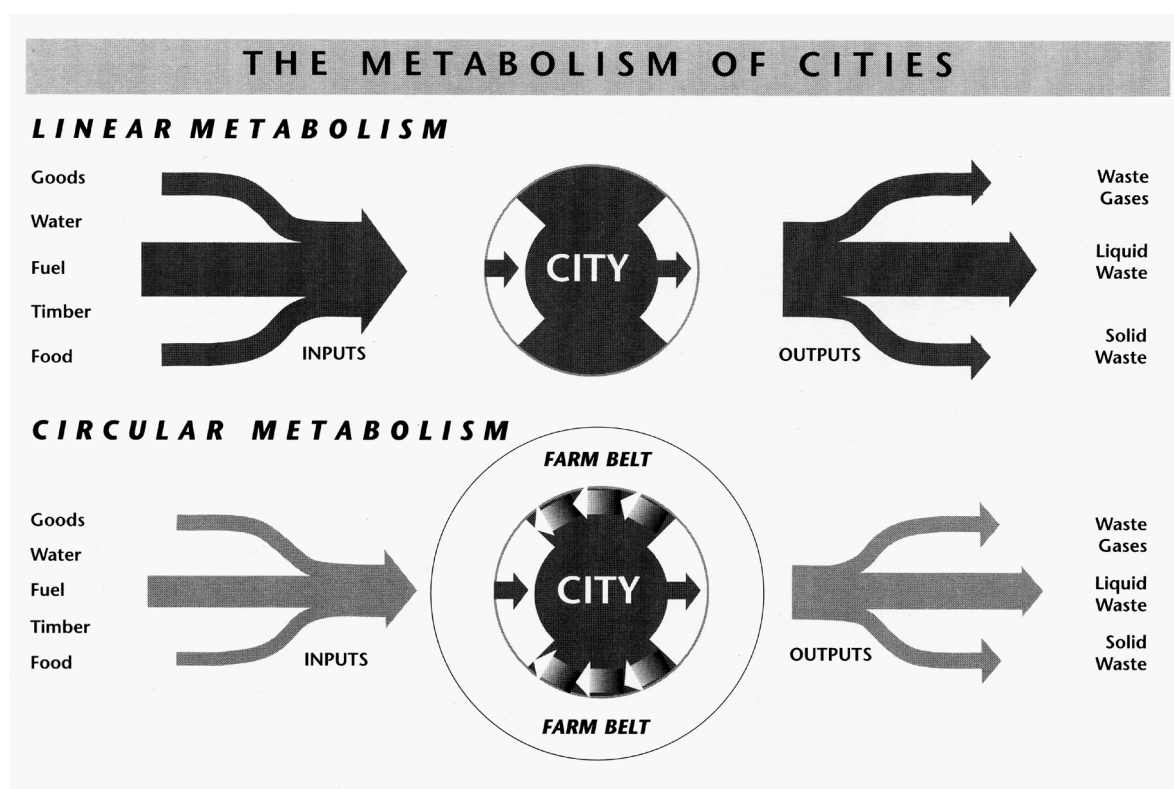 THE METABOLISM OF CITIES
LINEAR METABOLISM
Goods
Water
Fuel
Timber
Food
INPUTS
CITY
OUTPUTS
Waste
Gases
Liquid
Waste
Solid
Waste
CIRCULAR METABOLISM
Goods
Water
Fuel
Timber
Food
INPUTS
FARM BELT
CITY
FARM BELT
OUTPUTS
Waste
Gases
Liquid
Waste
Solid
Waste